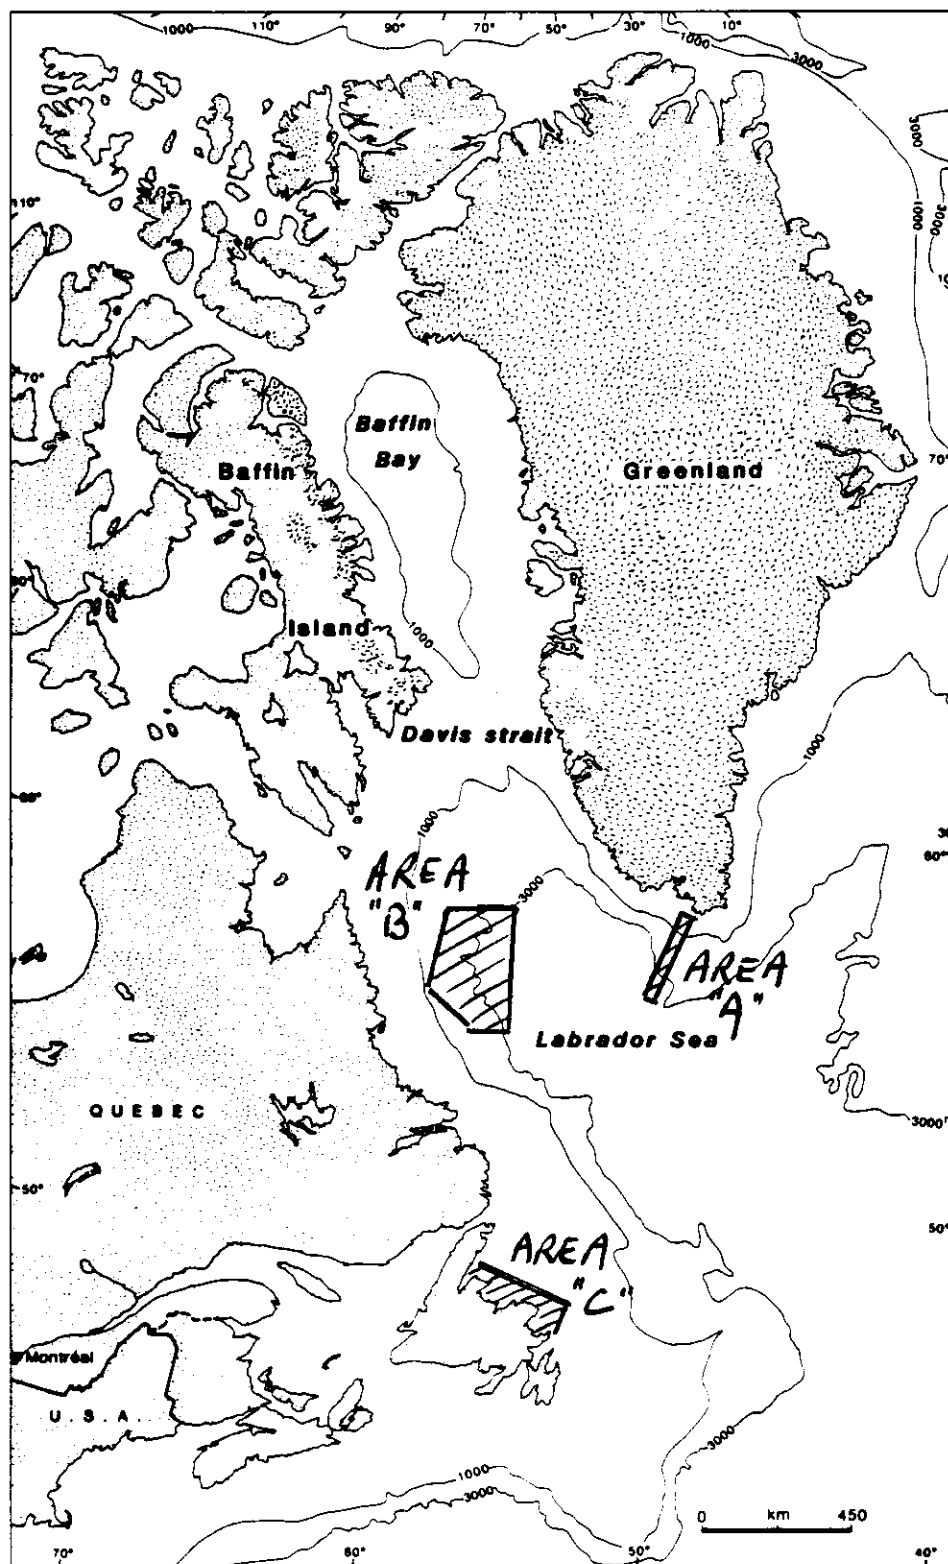 110° 90° 70° 50° 30° 10°
1000
1000
3000
3000
110°
1000
3000
70°
Baffin
Bay
Baffin
Greenland
70°
Island
1000
Davis strait
1000
1000
60°
AREA
"B"
3000
AREA
"A"
Labrador Sea
QUEBEC
3000
50°
50°
AREA
"C"
Montréal
U.S.A.
3000
1000
3000
0 km 450
70° 60° 50° 40°